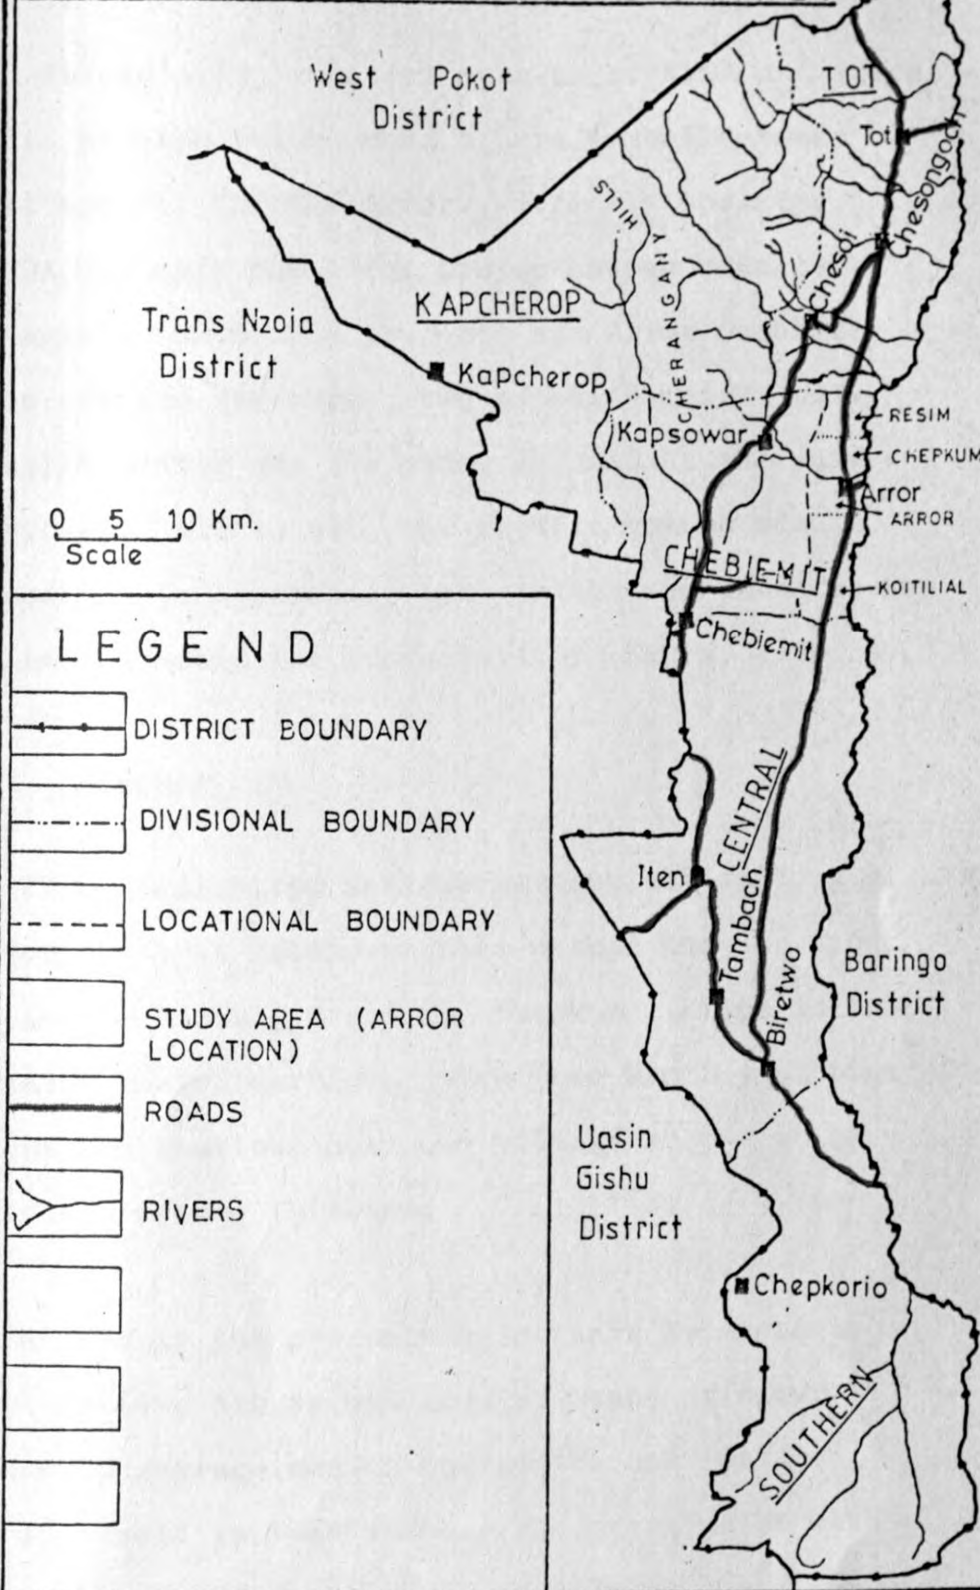 West Pokot
District
TOT
Tot
Chesongoch
HILLS
CHERANGANY
Chesoi
KAPCHEROP
Trans Nzoia
District
Kapcherop
Kapsowar
RESIM
CHEPKUM
Arror
ARROR
0 5 10 Km.
Scale
CHEBIEMIT
KOITILIAL
Chebiemit
LEGEND
DISTRICT BOUNDARY
DIVISIONAL BOUNDARY
LOCATIONAL BOUNDARY
STUDY AREA (ARROR
LOCATION)
ROADS
RIVERS
CENTRAL
Iten
Tambach
Biretwo
Baringo
District
Uasin
Gishu
District
Chepkorio
SOUTHERN